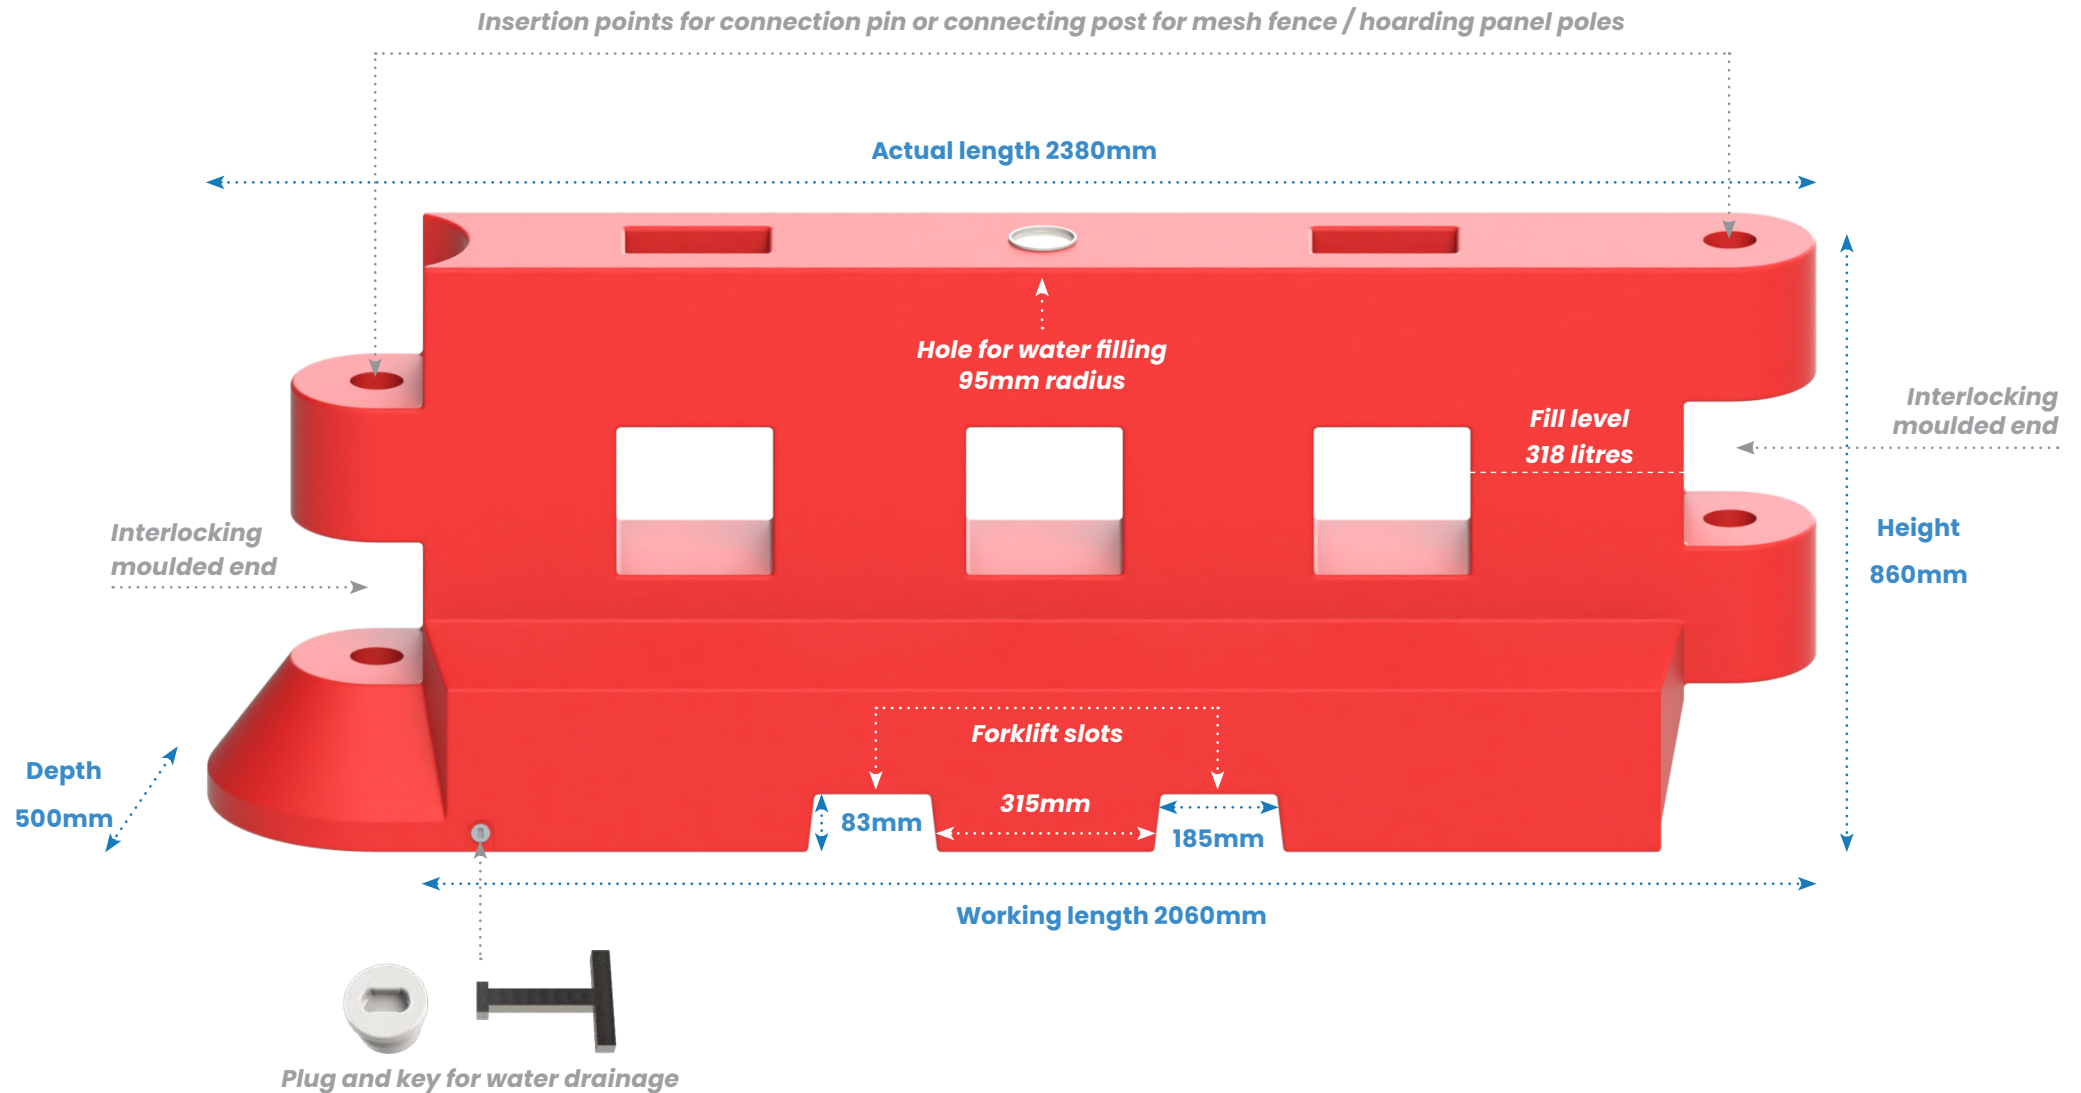 Insertion points for connection pin or connecting post for mesh fence / hoarding panel poles
Actual length 2380mm
Hole for water filling
95mm radius
Fill level
318 litres
Interlocking
moulded end
Interlocking
moulded end
Height
860mm
Depth
500mm
Forklift slots
315mm
83mm
185mm
Working length 2060mm
Plug and key for water drainage